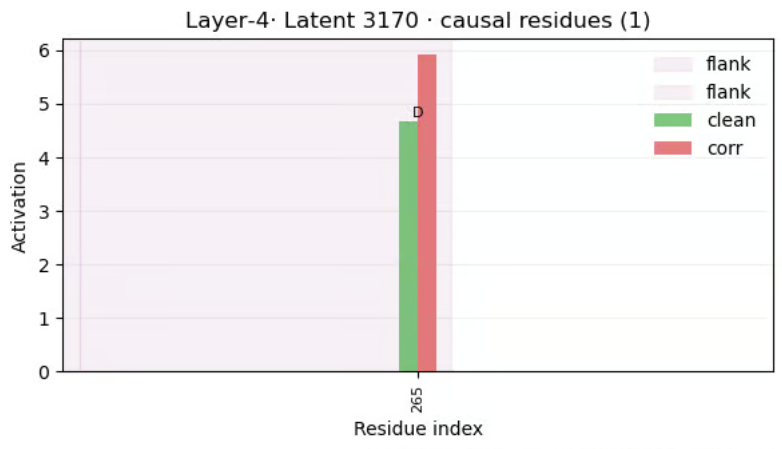 Layer-4· Latent 3170 · causal residues (1)
6
5
4
3
2
1
0
Activation
D
flank
flank
clean
corr
265
Residue index